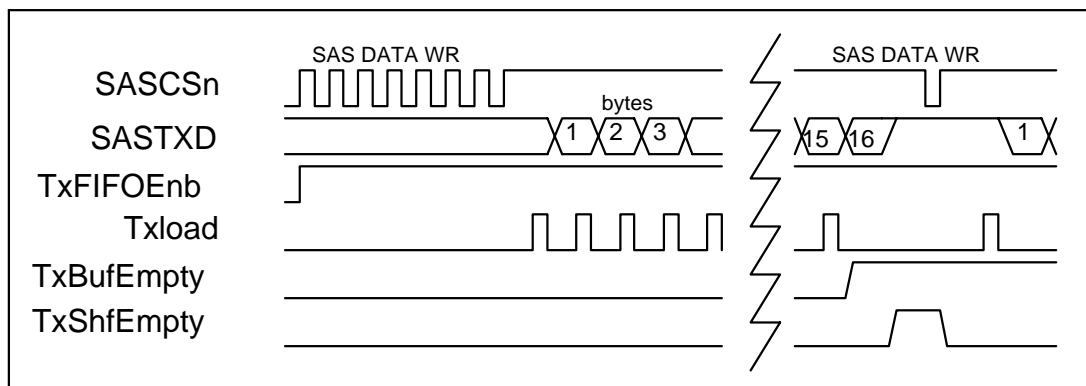 SAS DATA WR SAS DATA WR
SASCSn
bytes
SASTXD 1 2 3 15 16 1
TxFIFOEnb
Txload
TxBufEmpty
TxShfEmpty